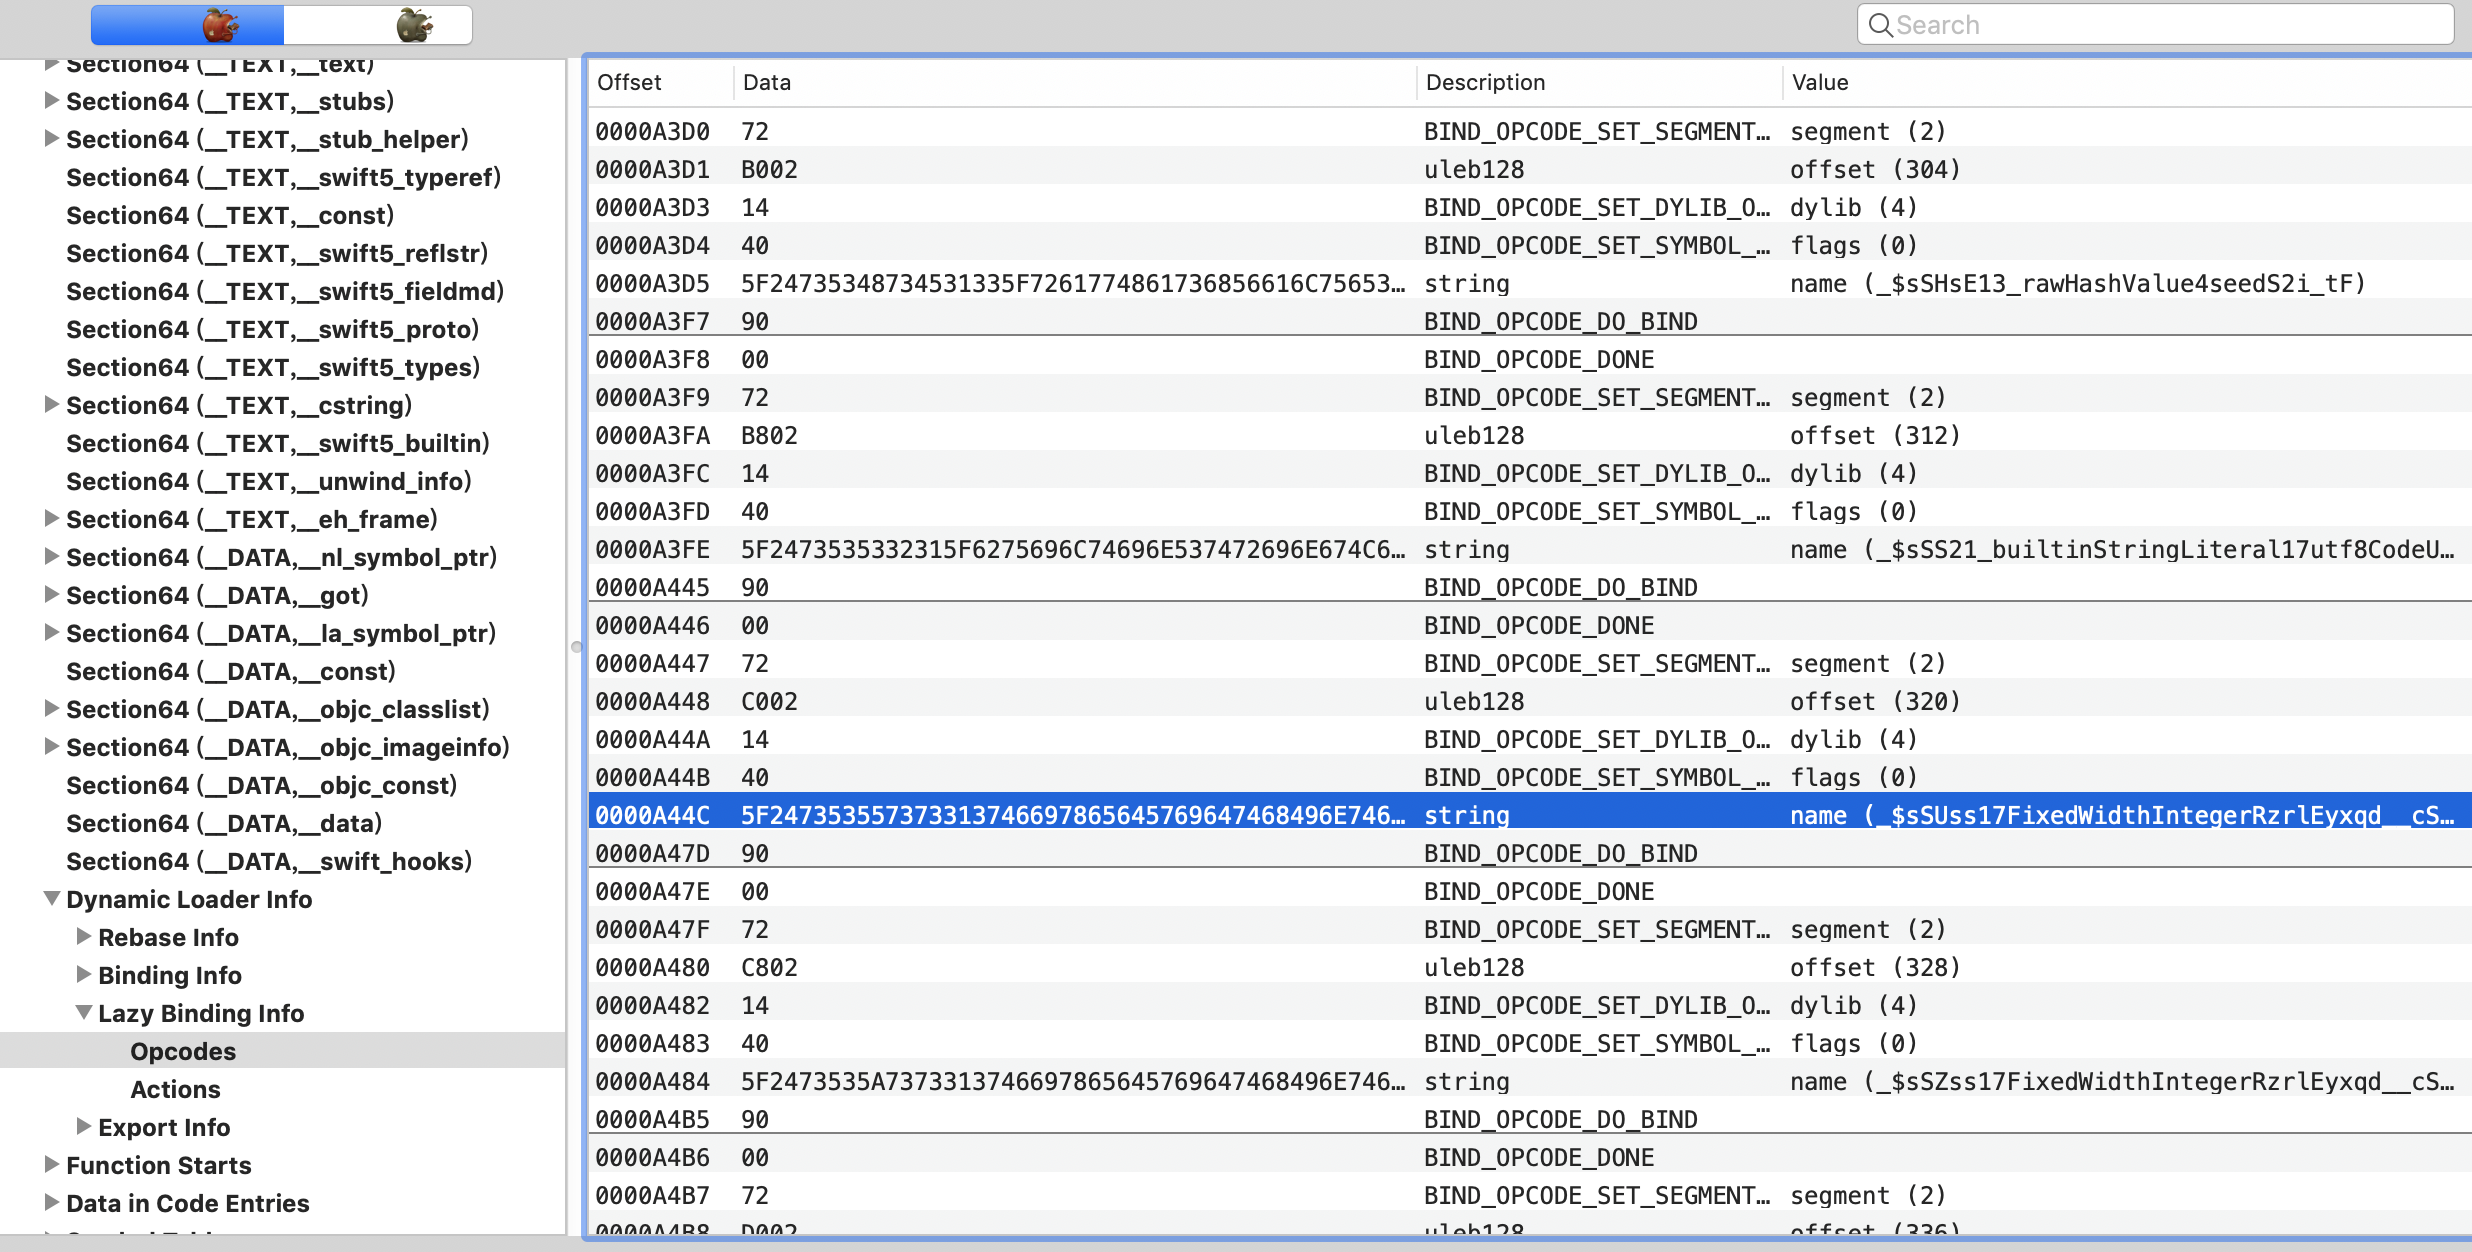 Search
Section64 (__TEXT,__text)
Section64 (__TEXT,__stubs)
Section64 (__TEXT,__stub_helper)
Section64 (__TEXT,__swift5_typeref)
Section64 (__TEXT,__const)
Section64 (__TEXT,__swift5_reflstr)
Section64 (__TEXT,__swift5_fieldmd)
Section64 (__TEXT,__swift5_proto)
Section64 (__TEXT,__swift5_types)
Section64 (__TEXT,__cstring)
Section64 (__TEXT,__swift5_builtin)
Section64 (__TEXT,__unwind_info)
Section64 (__TEXT,__eh_frame)
Section64 (__DATA,__nl_symbol_ptr)
Section64 (__DATA,__got)
Section64 (__DATA,__la_symbol_ptr)
Section64 (__DATA,__const)
Section64 (__DATA,__objc_classlist)
Section64 (__DATA,__objc_imageinfo)
Section64 (__DATA,__objc_const)
Section64 (__DATA,__data)
Section64 (__DATA,__swift_hooks)
Dynamic Loader Info
Rebase Info
Binding Info
Lazy Binding Info
Opcodes
Actions
Export Info
Function Starts
Data in Code Entries
Offset Data Description Value
0000A3D0 72 BIND_OPCODE_SET_SEGMENT… segment (2)
0000A3D1 B002 uleb128 offset (304)
0000A3D3 14 BIND_OPCODE_SET_DYLIB_O… dylib (4)
0000A3D4 40 BIND_OPCODE_SET_SYMBOL_… flags (0)
0000A3D5 5F247353487345313335F7261774861736856616C75653… string name (_$sSHsE13_rawHashValue4seedS2i_tF)
0000A3F7 90 BIND_OPCODE_DO_BIND
0000A3F8 00 BIND_OPCODE_DONE
0000A3F9 72 BIND_OPCODE_SET_SEGMENT… segment (2)
0000A3FA B802 uleb128 offset (312)
0000A3FC 14 BIND_OPCODE_SET_DYLIB_O… dylib (4)
0000A3FD 40 BIND_OPCODE_SET_SYMBOL_… flags (0)
0000A3FE 5F2473535332315F6275696C74696E537472696E674C6… string name (_$sSS21_builtinStringLiteral17utf8CodeU…
0000A445 90 BIND_OPCODE_DO_BIND
0000A446 00 BIND_OPCODE_DONE
0000A447 72 BIND_OPCODE_SET_SEGMENT… segment (2)
0000A448 C002 uleb128 offset (320)
0000A44A 14 BIND_OPCODE_SET_DYLIB_O… dylib (4)
0000A44B 40 BIND_OPCODE_SET_SYMBOL_… flags (0)
0000A44C 5F24735355737331374669786564576964746849​6E746… string name (_$sSUss17FixedWidthIntegerRzrlEyxqd__cS…
0000A47D 90 BIND_OPCODE_DO_BIND
0000A47E 00 BIND_OPCODE_DONE
0000A47F 72 BIND_OPCODE_SET_SEGMENT… segment (2)
0000A480 C802 uleb128 offset (328)
0000A482 14 BIND_OPCODE_SET_DYLIB_O… dylib (4)
0000A483 40 BIND_OPCODE_SET_SYMBOL_… flags (0)
0000A484 5F2473535A7373313746697865645769647468496E746… string name (_$sSZss17FixedWidthIntegerRzrlEyxqd__cS…
0000A4B5 90 BIND_OPCODE_DO_BIND
0000A4B6 00 BIND_OPCODE_DONE
0000A4B7 72 BIND_OPCODE_SET_SEGMENT… segment (2)
0000A4B8 D002 uleb128 offset (336)